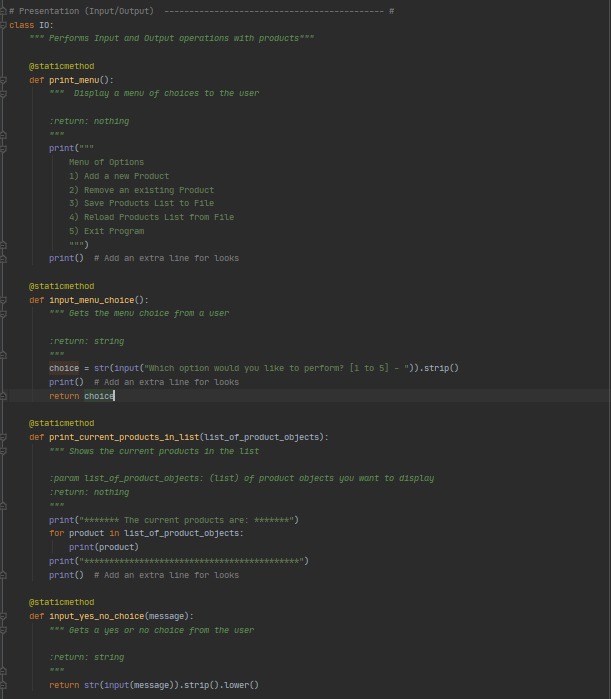 # Presentation (Input/Output)  -------------------------------------------- #
class IO:
    """ Performs Input and Output operations with products"""

    @staticmethod
    def print_menu():
        """  Display a menu of choices to the user

        :return: nothing
        """
        print("""
            Menu of Options
            1) Add a new Product
            2) Remove an existing Product
            3) Save Products List to File
            4) Reload Products List from File
            5) Exit Program
            """)
        print()  # Add an extra line for looks

    @staticmethod
    def input_menu_choice():
        """ Gets the menu choice from a user

        :return: string
        """
        choice = str(input("Which option would you like to perform? [1 to 5] - ")).strip()
        print()  # Add an extra line for looks
        return choice

    @staticmethod
    def print_current_products_in_list(list_of_product_objects):
        """ Shows the current products in the list

        :param list_of_product_objects: (list) of product objects you want to display
        :return: nothing
        """
        print("******* The current products are: *******")
        for product in list_of_product_objects:
            print(product)
        print("*******************************************")
        print()  # Add an extra line for looks

    @staticmethod
    def input_yes_no_choice(message):
        """ Gets a yes or no choice from the user

        :return: string
        """
        return str(input(message)).strip().lower()